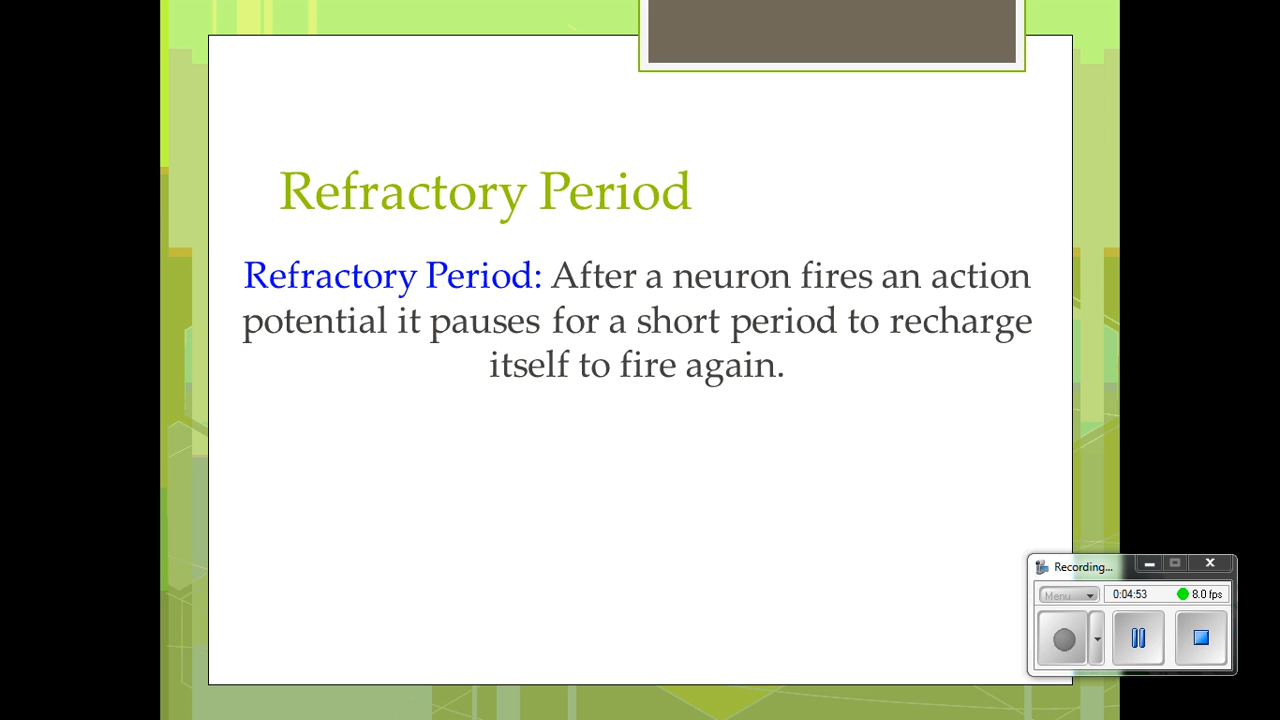 Refractory Period
Refractory Period: After a neuron fires an action
potential it pauses for a short period to recharge
itself to fire again.
Recording...
Menu 0:04:53 8.0 fps